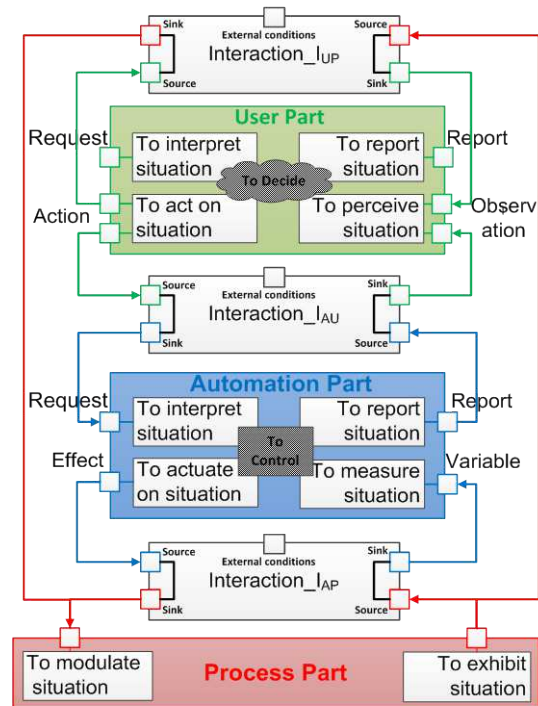 Sink
Source
External conditions
Interaction_I_UP
Source
Sink
User Part
Request
To interpret
situation
To report
situation
Report
To Decide
Action
To act on
situation
To perceive
situation
Observ
ation
Source
Sink
External conditions
Interaction_I_AU
Sink
Source
Automation Part
Request
To interpret
situation
To report
situation
Report
To
Control
Effect
To actuate
on situation
To measure
situation
Variable
Source
Sink
External conditions
Interaction_I_AP
Sink
Source
To modulate
situation
Process Part
To exhibit
situation